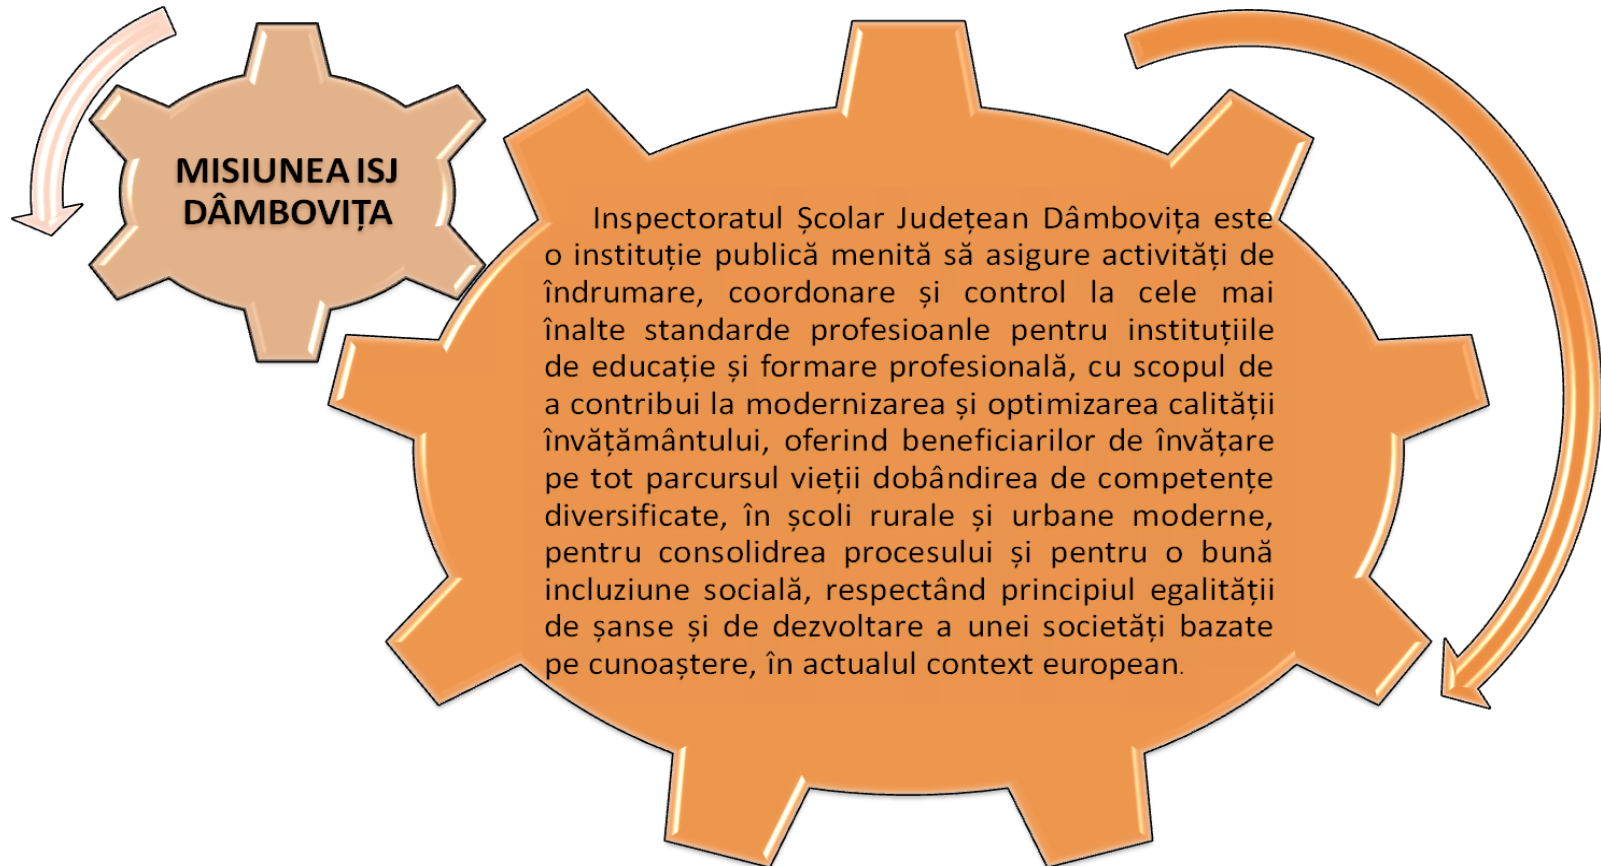 MISIUNEA ISJ
DÂMBOVIȚA
Inspectoratul Școlar Județean Dâmbovița este
o instituție publică menită să asigure activități de
îndrumare, coordonare și control la cele mai
înalte standarde profesioanle pentru instituțiile
de educație și formare profesională, cu scopul de
a contribui la modernizarea și optimizarea calității
învățământului, oferind beneficiarilor de învățare
pe tot parcursul vieții dobândirea de competențe
diversificate, în școli rurale și urbane moderne,
pentru consolidrea procesului și pentru o bună
incluziune socială, respectând principiul egalității
de șanse și de dezvoltare a unei societăți bazate
pe cunoaștere, în actualul context european.